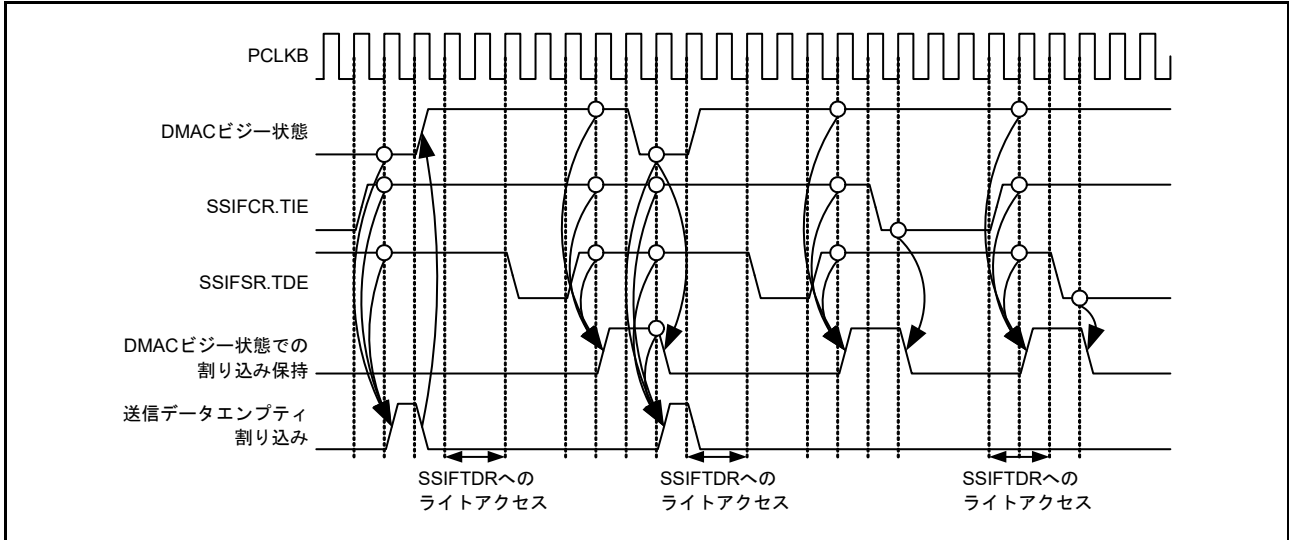 PCLKB
DMACビジー状態
SSIFCR.TIE
SSIFSR.TDE
DMACビジー状態での
割り込み保持
送信データエンプティ
割り込み
SSIFTDRへの
ライトアクセス
SSIFTDRへの
ライトアクセス
SSIFTDRへの
ライトアクセス